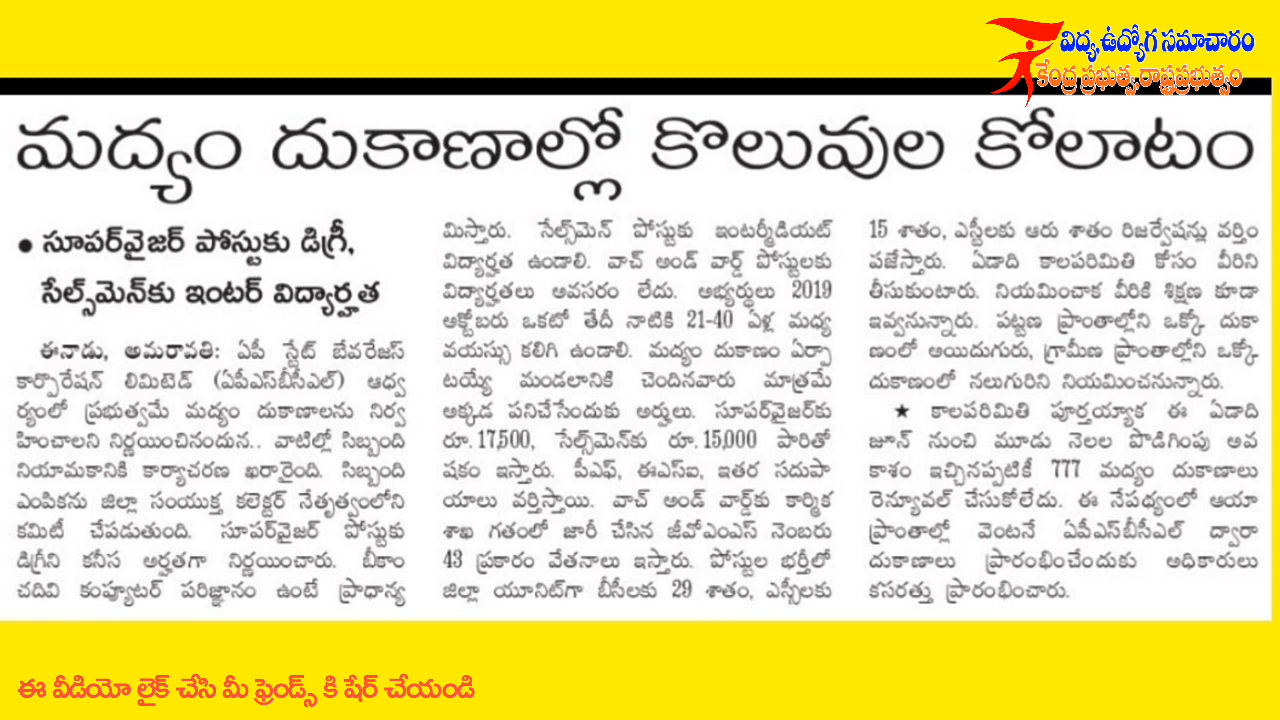 విద్య,ఉద్యోగ సమాచారం
కేంద్ర ప్రభుత్వ,రాష్ట్రప్రభుత్వం
మద్యం దుకాణాల్లో కొలువుల కోలాటం
• సూపర్‌వైజర్ పోస్టుకు డిగ్రీ,
సేల్స్‌మెన్‌కు ఇంటర్ విద్యార్హత
ఈనాడు, అమరావతి: ఏపీ స్టేట్ బేవరేజస్
కార్పొరేషన్ లిమిటెడ్ (ఏపీఎస్‌బీసీఎల్) ఆధ్వ
ర్యంలో ప్రభుత్వమే మద్యం దుకాణాలను నిర్వ
హించాలని నిర్ణయించినందున.. వాటిల్లో సిబ్బంది
నియామకానికి కార్యాచరణ ఖరారైంది. సిబ్బంది
ఎంపికను జిల్లా సంయుక్త కలెక్టర్ నేతృత్వంలోని
కమిటీ చేపడుతుంది. సూపర్‌వైజర్ పోస్టుకు
డిగ్రీని కనీస అర్హతగా నిర్ణయించారు. బీకాం
చదివి కంప్యూటర్ పరిజ్ఞానం ఉంటే ప్రాధాన్య
మిస్తారు. సేల్స్‌మెన్ పోస్టుకు ఇంటర్మీడియట్
విద్యార్హత ఉండాలి. వాచ్ అండ్ వార్డ్ పోస్టులకు
విద్యార్హతలు అవసరం లేదు. అభ్యర్థులు 2019
అక్టోబరు ఒకటో తేదీ నాటికి 21-40 ఏళ్ల మధ్య
వయస్సు కలిగి ఉండాలి. మద్యం దుకాణం ఏర్పా
టయ్యే మండలానికి చెందినవారు మాత్రమే
అక్కడ పనిచేసేందుకు అర్హులు. సూపర్‌వైజర్‌కు
రూ.17,500, సేల్స్‌మెన్‌కు రూ.15,000 పారితో
షకం ఇస్తారు. పీఎఫ్, ఈఎస్ఐ, ఇతర సదుపా
యాలు వర్తిస్తాయి. వాచ్ అండ్ వార్డ్‌కు కార్మిక
శాఖ గతంలో జారీ చేసిన జీవోఎంఎస్ నెంబరు
43 ప్రకారం వేతనాలు ఇస్తారు. పోస్టుల భర్తీలో
జిల్లా యూనిట్‌గా బీసీలకు 29 శాతం, ఎస్సీలకు
15 శాతం, ఎస్టీలకు ఆరు శాతం రిజర్వేషన్లు వర్తిం
పజేస్తారు. ఏడాది కాలపరిమితి కోసం వీరిని
తీసుకుంటారు. నియమించాక వీరికి శిక్షణ కూడా
ఇవ్వనున్నారు. పట్టణ ప్రాంతాల్లోని ఒక్కో దుకా
ణంలో అయిదుగురు, గ్రామీణ ప్రాంతాల్లోని ఒక్కో
దుకాణంలో నలుగురిని నియమించనున్నారు.
★ కాలపరిమితి పూర్తయ్యాక ఈ ఏడాది
జూన్ నుంచి మూడు నెలల పొడిగింపు అవ
కాశం ఇచ్చినప్పటికీ 777 మద్యం దుకాణాలు
రెన్యూవల్ చేసుకోలేదు. ఈ నేపథ్యంలో ఆయా
ప్రాంతాల్లో వెంటనే ఏపీఎస్‌బీసీఎల్ ద్వారా
దుకాణాలు ప్రారంభించేందుకు అధికారులు
కసరత్తు ప్రారంభించారు.
ఈ వీడియో లైక్ చేసి మీ ఫ్రెండ్స్ కి షేర్ చేయండి